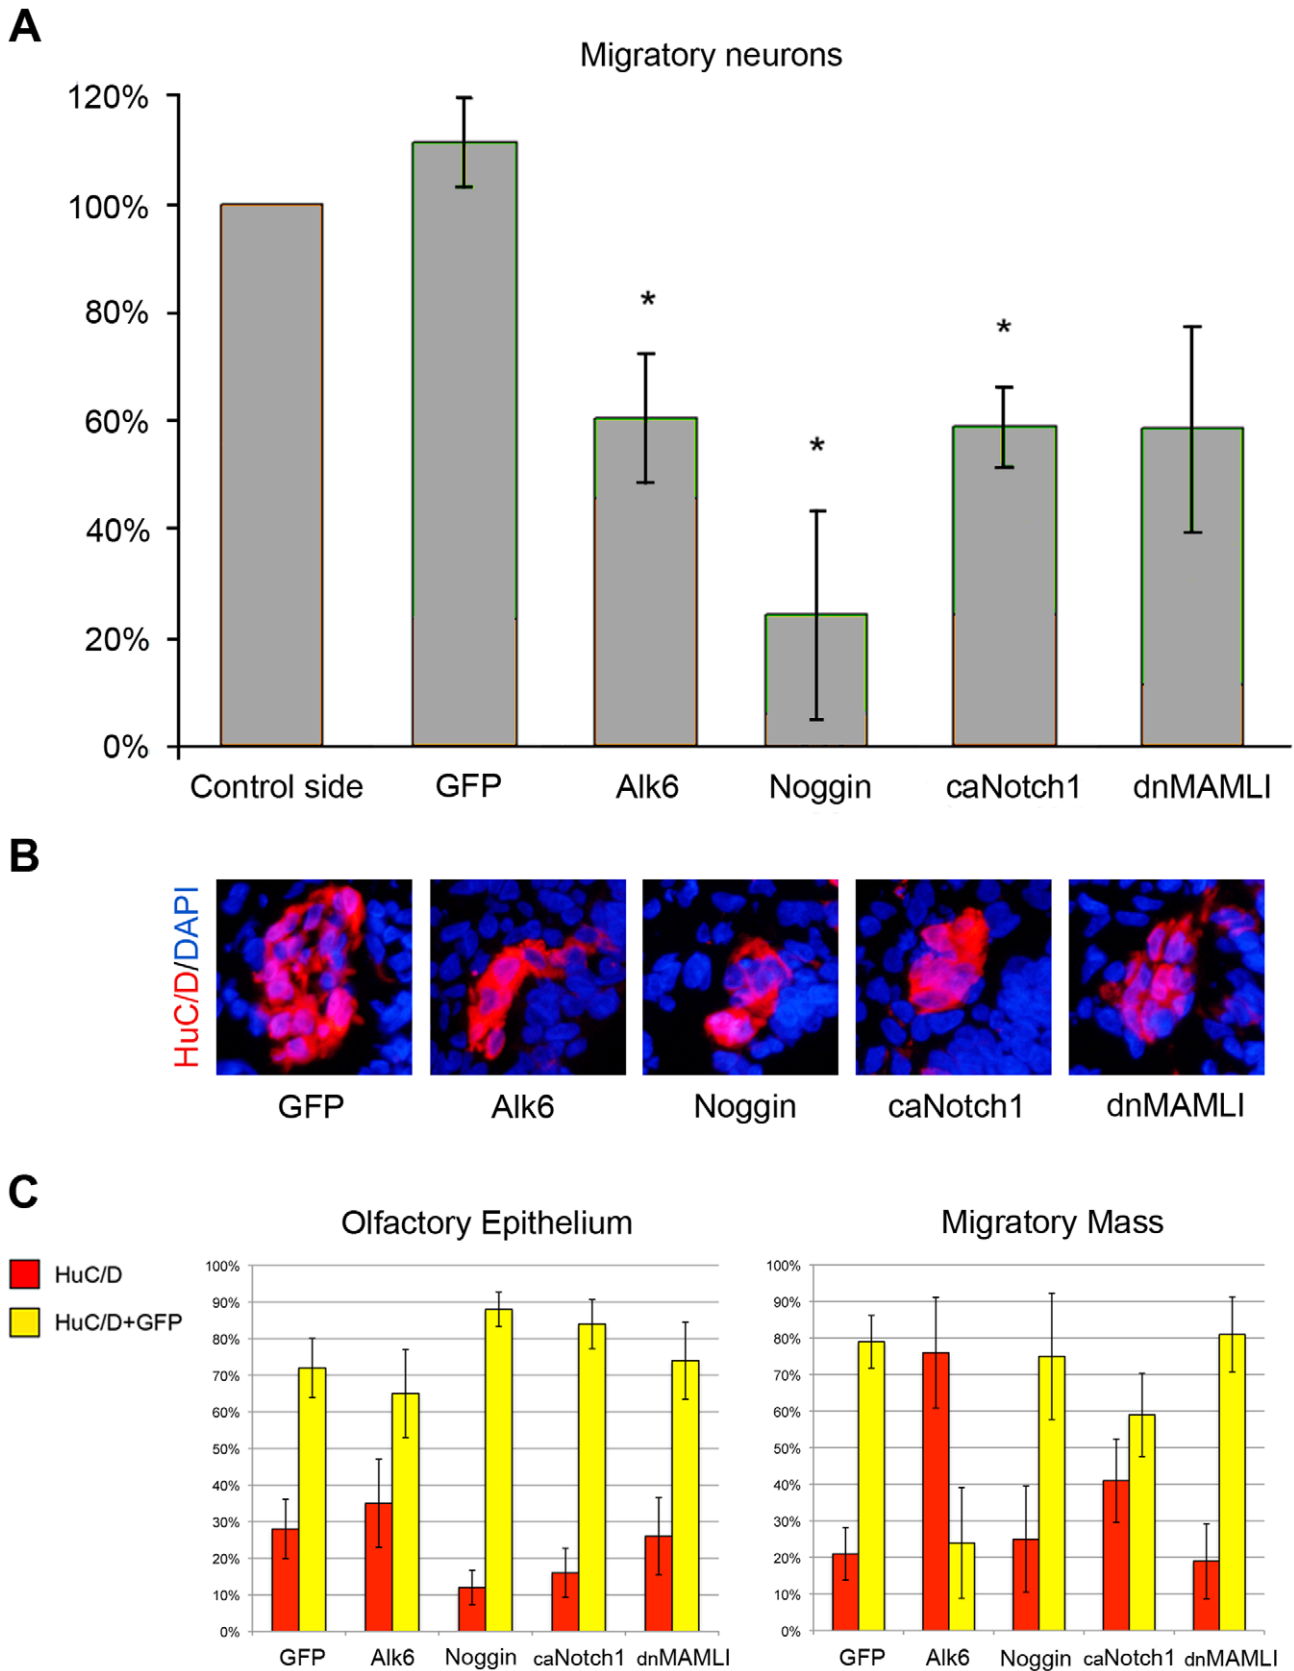 A
Migratory neurons
120%
100%
80%
60%
40%
20%
0%
*
*
*
Control side GFP Alk6 Noggin caNotch1 dnMAMLI
B
HuC/D/DAPI
GFP Alk6 Noggin caNotch1 dnMAMLI
C
HuC/D
HuC/D+GFP
Olfactory Epithelium
100%
90%
80%
70%
60%
50%
40%
30%
20%
10%
0%
GFP Alk6 Noggin caNotch1 dnMAMLI
Migratory Mass
100%
90%
80%
70%
60%
50%
40%
30%
20%
10%
0%
GFP Alk6 Noggin caNotch1 dnMAMLI